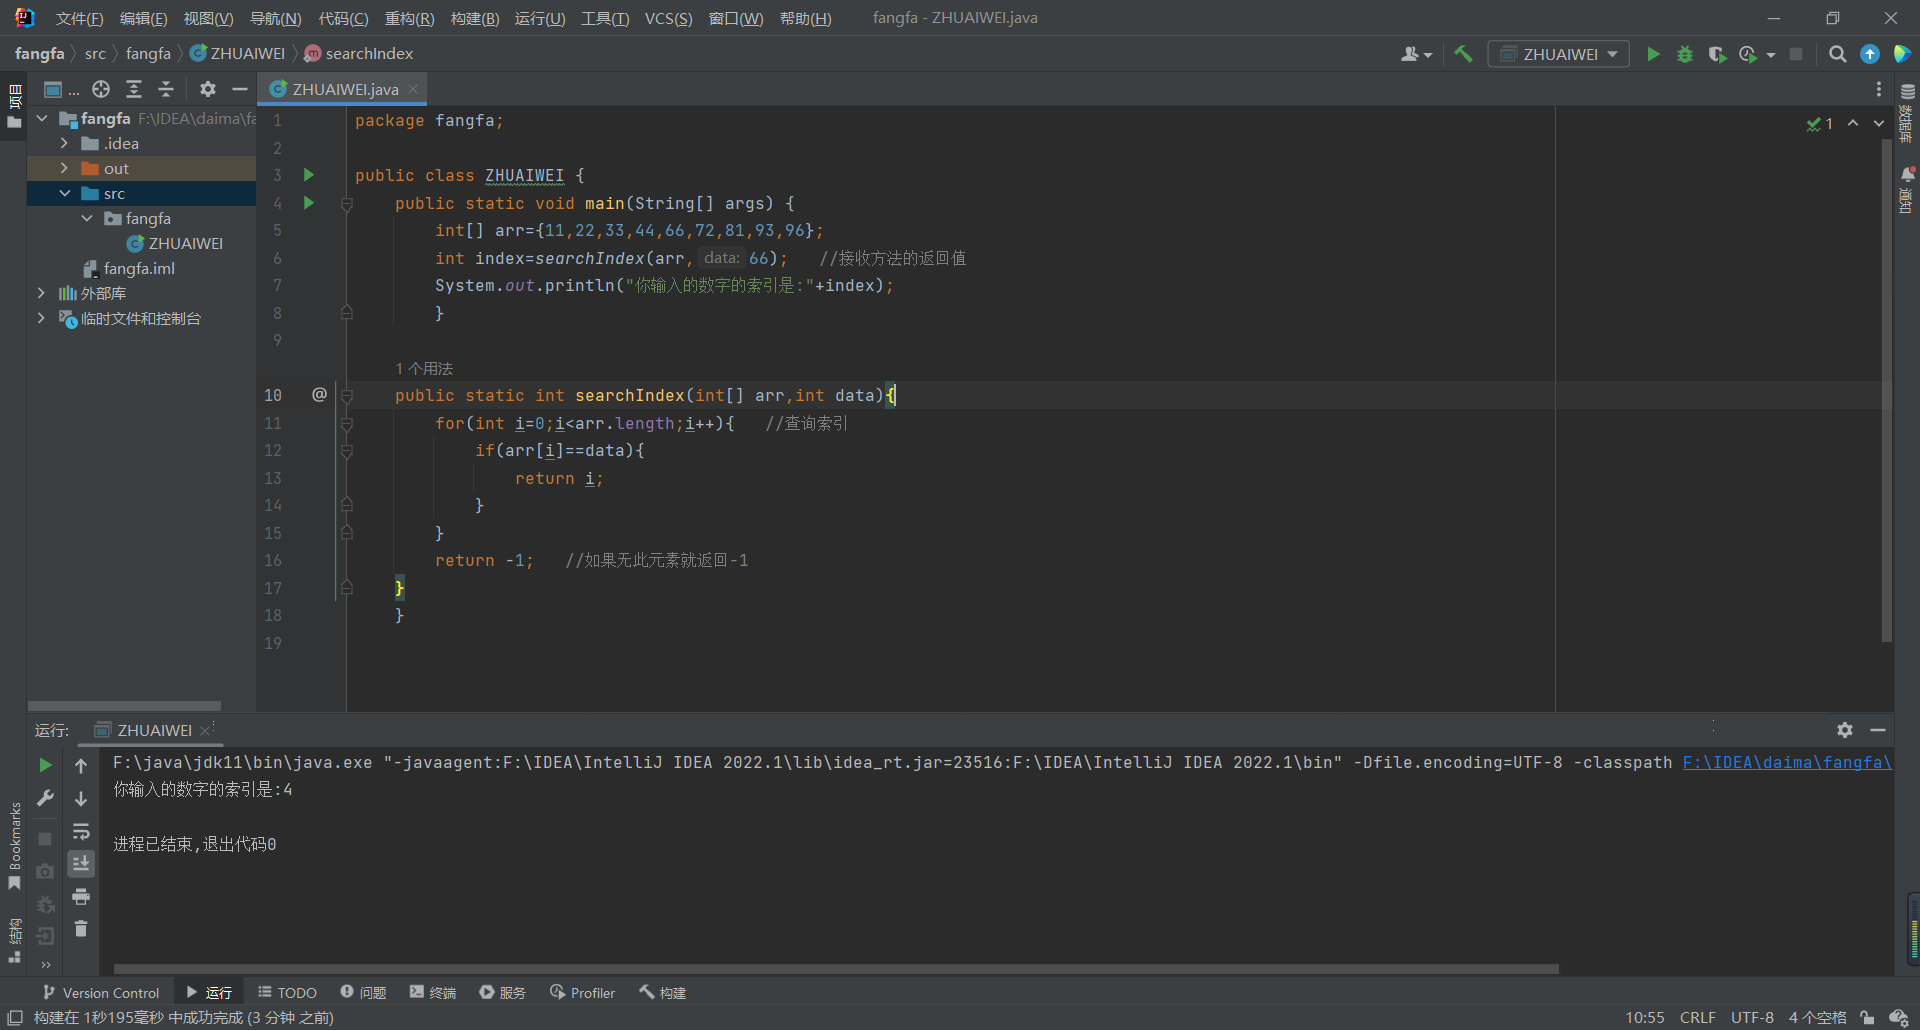 文件(F) 编辑(E) 视图(V) 导航(N) 代码(C) 重构(R) 构建(B) 运行(U) 工具(T) VCS(S) 窗口(W) 帮助(H) fangfa - ZHUAIWEI.java
fangfa src fangfa ZHUAIWEI searchIndex
ZHUAIWEI
项目
...
ZHUAIWEI.java
fangfa F:\IDEA\daima\fa
.idea
out
src
fangfa
ZHUAIWEI
fangfa.iml
外部库
临时文件和控制台
1 package fangfa;
2
3 public class ZHUAIWEI {
4 public static void main(String[] args) {
5 int[] arr={11,22,33,44,66,72,81,93,96};
6 int index=searchIndex(arr, data: 66); //接收方法的返回值
7 System.out.println("你输入的数字的索引是:"+index);
8 }
9
1 个用法
10 @ public static int searchIndex(int[] arr,int data){
11 for(int i=0;i<arr.length;i++){ //查询索引
12 if(arr[i]==data){
13 return i;
14 }
15 }
16 return -1; //如果无此元素就返回-1
17 }
18 }
19
1
数据库
通知
运行: ZHUAIWEI
F:\java\jdk11\bin\java.exe "-javaagent:F:\IDEA\IntelliJ IDEA 2022.1\lib\idea_rt.jar=23516:F:\IDEA\IntelliJ IDEA 2022.1\bin" -Dfile.encoding=UTF-8 -classpath F:\IDEA\daima\fangfa\
你输入的数字的索引是:4
进程已结束,退出代码0
Bookmarks
结构
Version Control 运行 TODO 问题 终端 服务 Profiler 构建
构建在 1秒195毫秒 中成功完成 (3 分钟 之前)
10:55 CRLF UTF-8 4 个空格